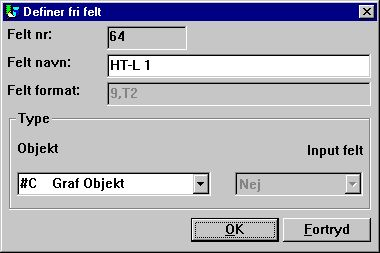 Definer fri felt
Felt nr: 64
Felt navn: HT-L 1
Felt format: 9,T2
Type
Objekt Input felt
#C Graf Objekt Nej
OK Fortryd